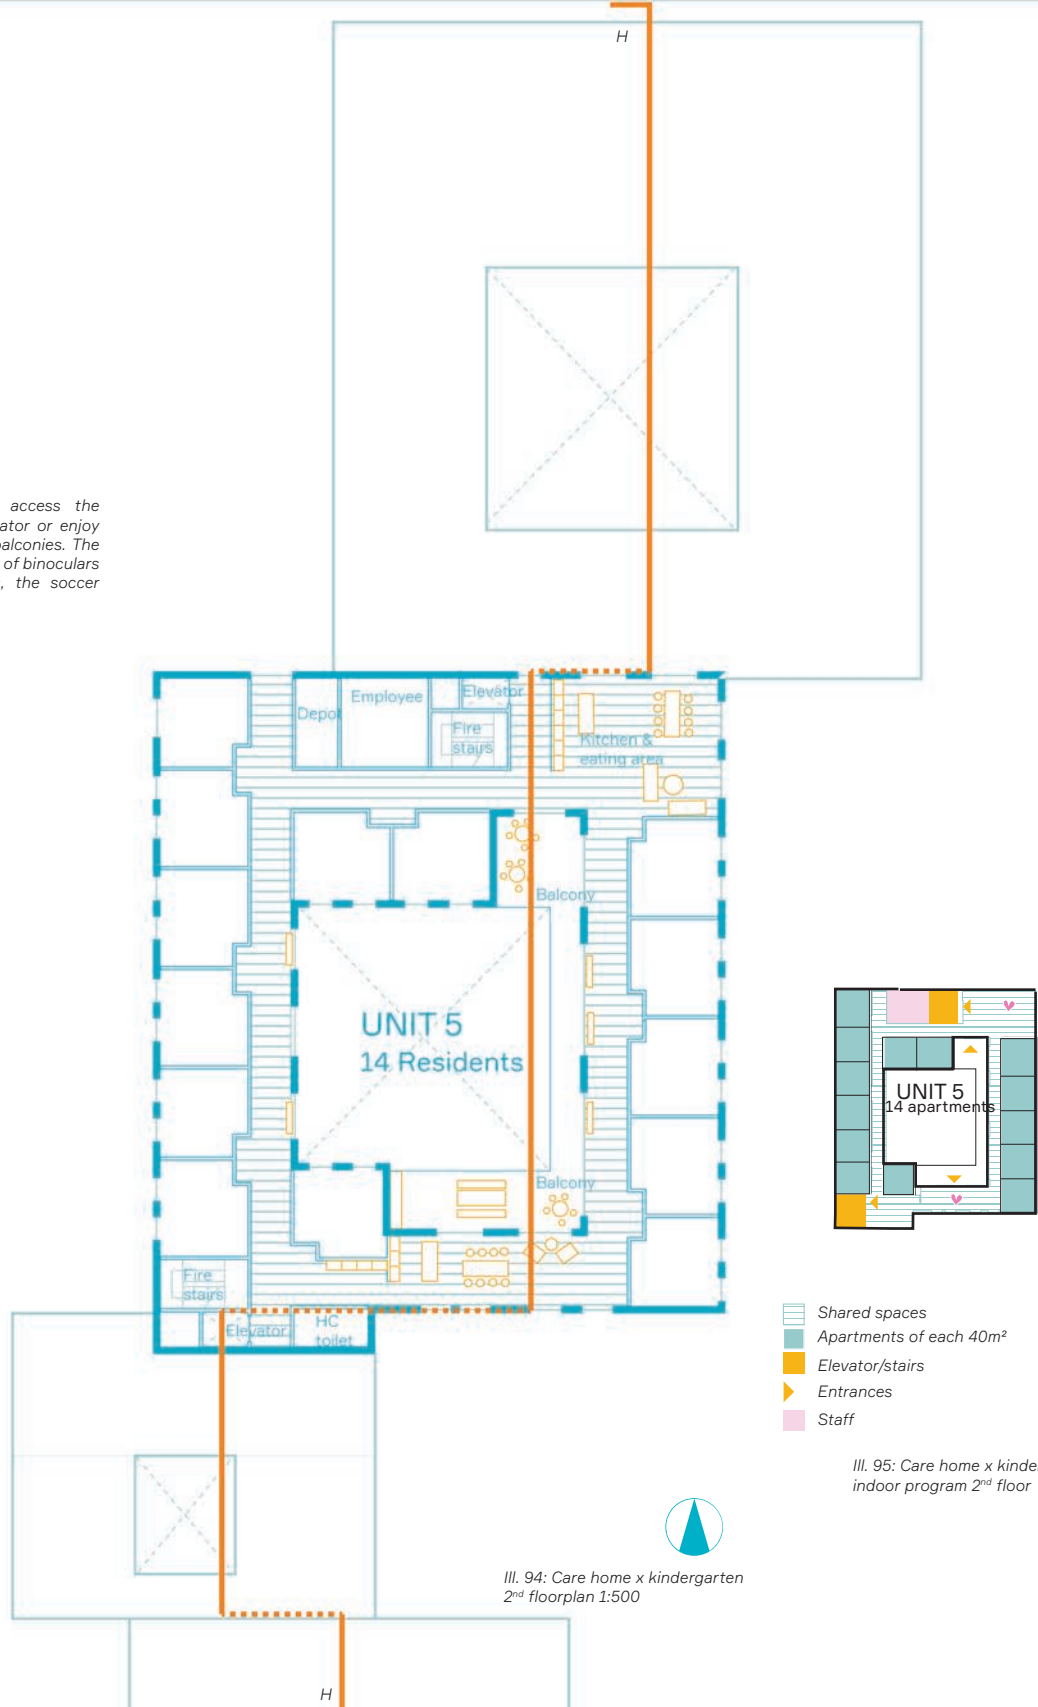 H
access the
ator or enjoy
balconies. The
of binoculars
, the soccer
Depot
Employee
Elevator
Fire
stairs
Kitchen &
eating area
Balcony
UNIT 5
14 Residents
Balcony
Fire
stairs
Elevator
HC
toilet
UNIT 5
14 apartments
Shared spaces
Apartments of each 40m²
Elevator/stairs
Entrances
Staff
Ill. 95: Care home x kinde
indoor program 2nd floor
Ill. 94: Care home x kindergarten
2nd floorplan 1:500
H